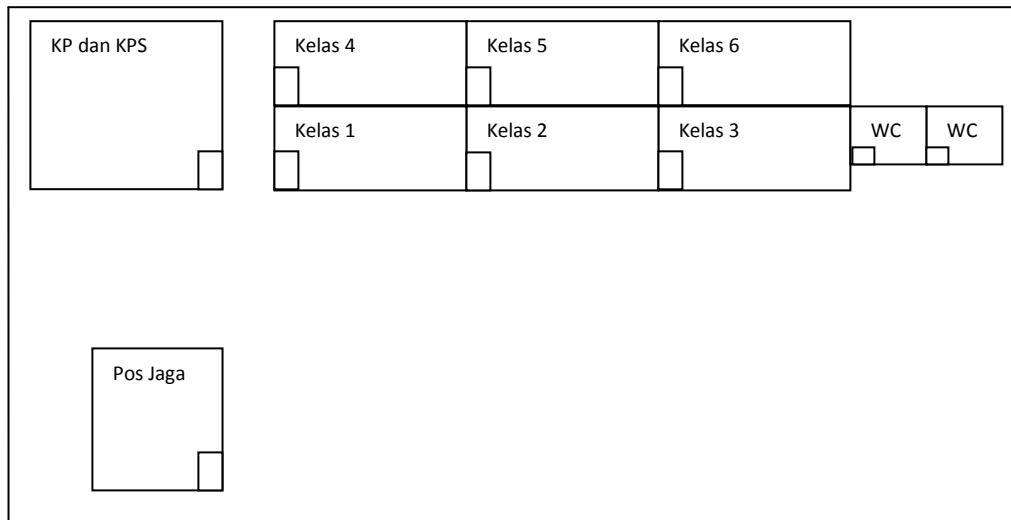 KP dan KPS
Kelas 4
Kelas 5
Kelas 6
Kelas 1
Kelas 2
Kelas 3
WC
WC
Pos Jaga